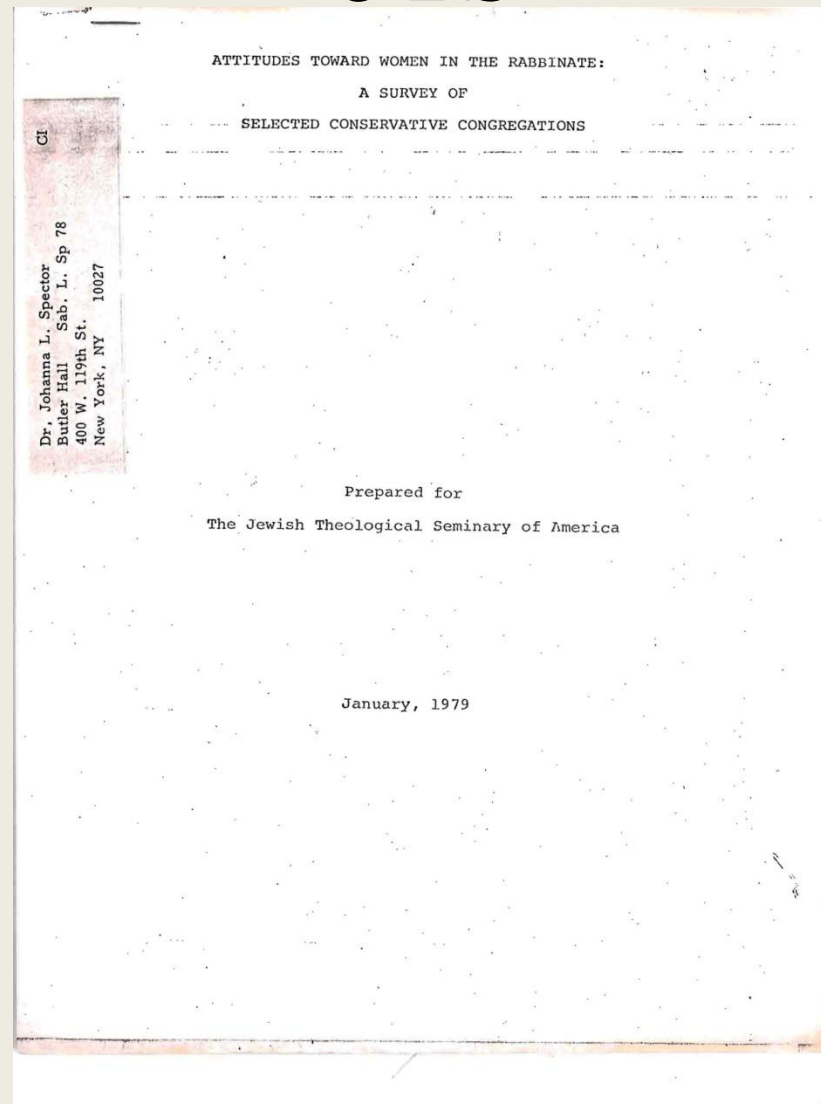 ATTITUDES TOWARD WOMEN IN THE RABBINATE:
A SURVEY OF
SELECTED CONSERVATIVE CONGREGATIONS
CI
Dr, Johanna L. Spector
Butler Hall Sab. L. Sp 78
400 W. 119th St.
New York, NY 10027
Prepared for
The Jewish Theological Seminary of America
January, 1979